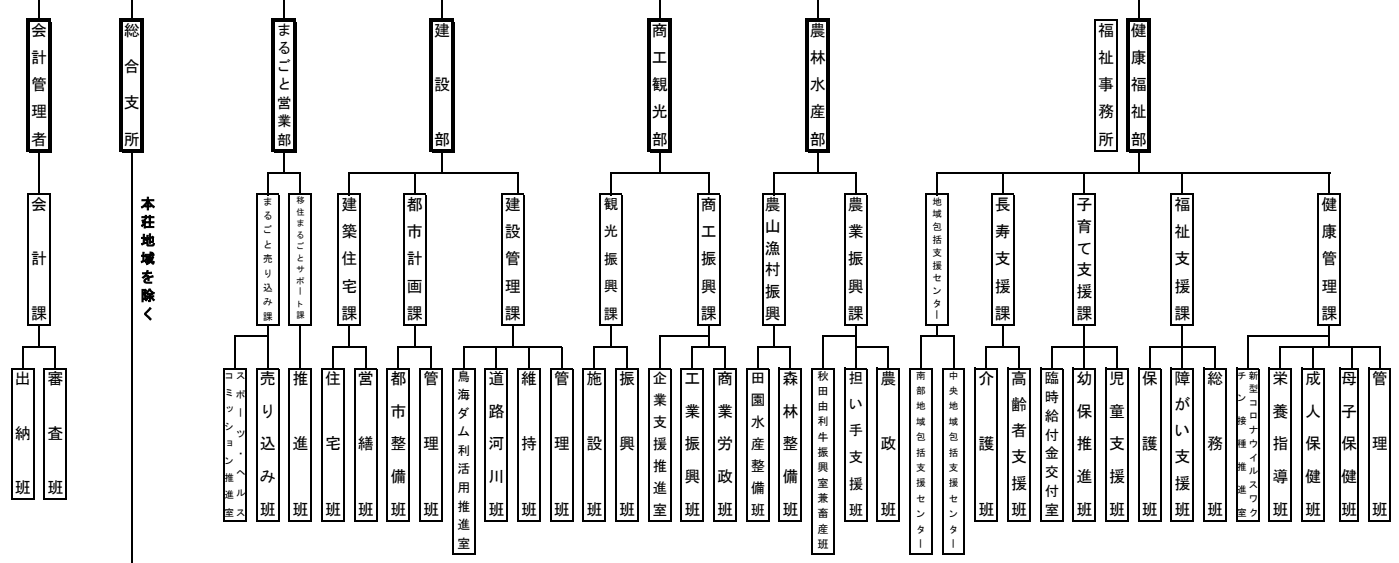 健康福祉部
福祉事務所
農林水産部
商工観光部
建設部
まるごと営業部
総合支所
会計管理者
健康管理課
福祉支援課
子育て支援課
長寿支援課
地域包括支援センター
農業振興課
農山漁村振興
商工振興課
観光振興課
建設管理課
都市計画課
建築住宅課
移住まるごとサポート課
まるごと売り込み課
本荘地域を除く
会計課
管理班
母子保健班
成人保健班
栄養指導班
新型コロナウイルスワク
チン接種推進室
総務班
障がい支援班
保護班
児童支援班
幼保推進班
臨時給付金交付室
高齢者支援班
介護班
中央地域包括支援センター
南部地域包括支援センター
農政班
担い手支援班
秋田由利牛振興室兼畜産班
森林整備班
田園水産整備班
商業労政班
工業振興班
企業支援推進室
振興班
施設班
管理班
維持班
道路河川班
鳥海ダム利活用推進室
管理班
都市整備班
営繕班
住宅班
推進班
売り込み班
スポーツ・ヘルス
コミッション推進室
審査班
出納班